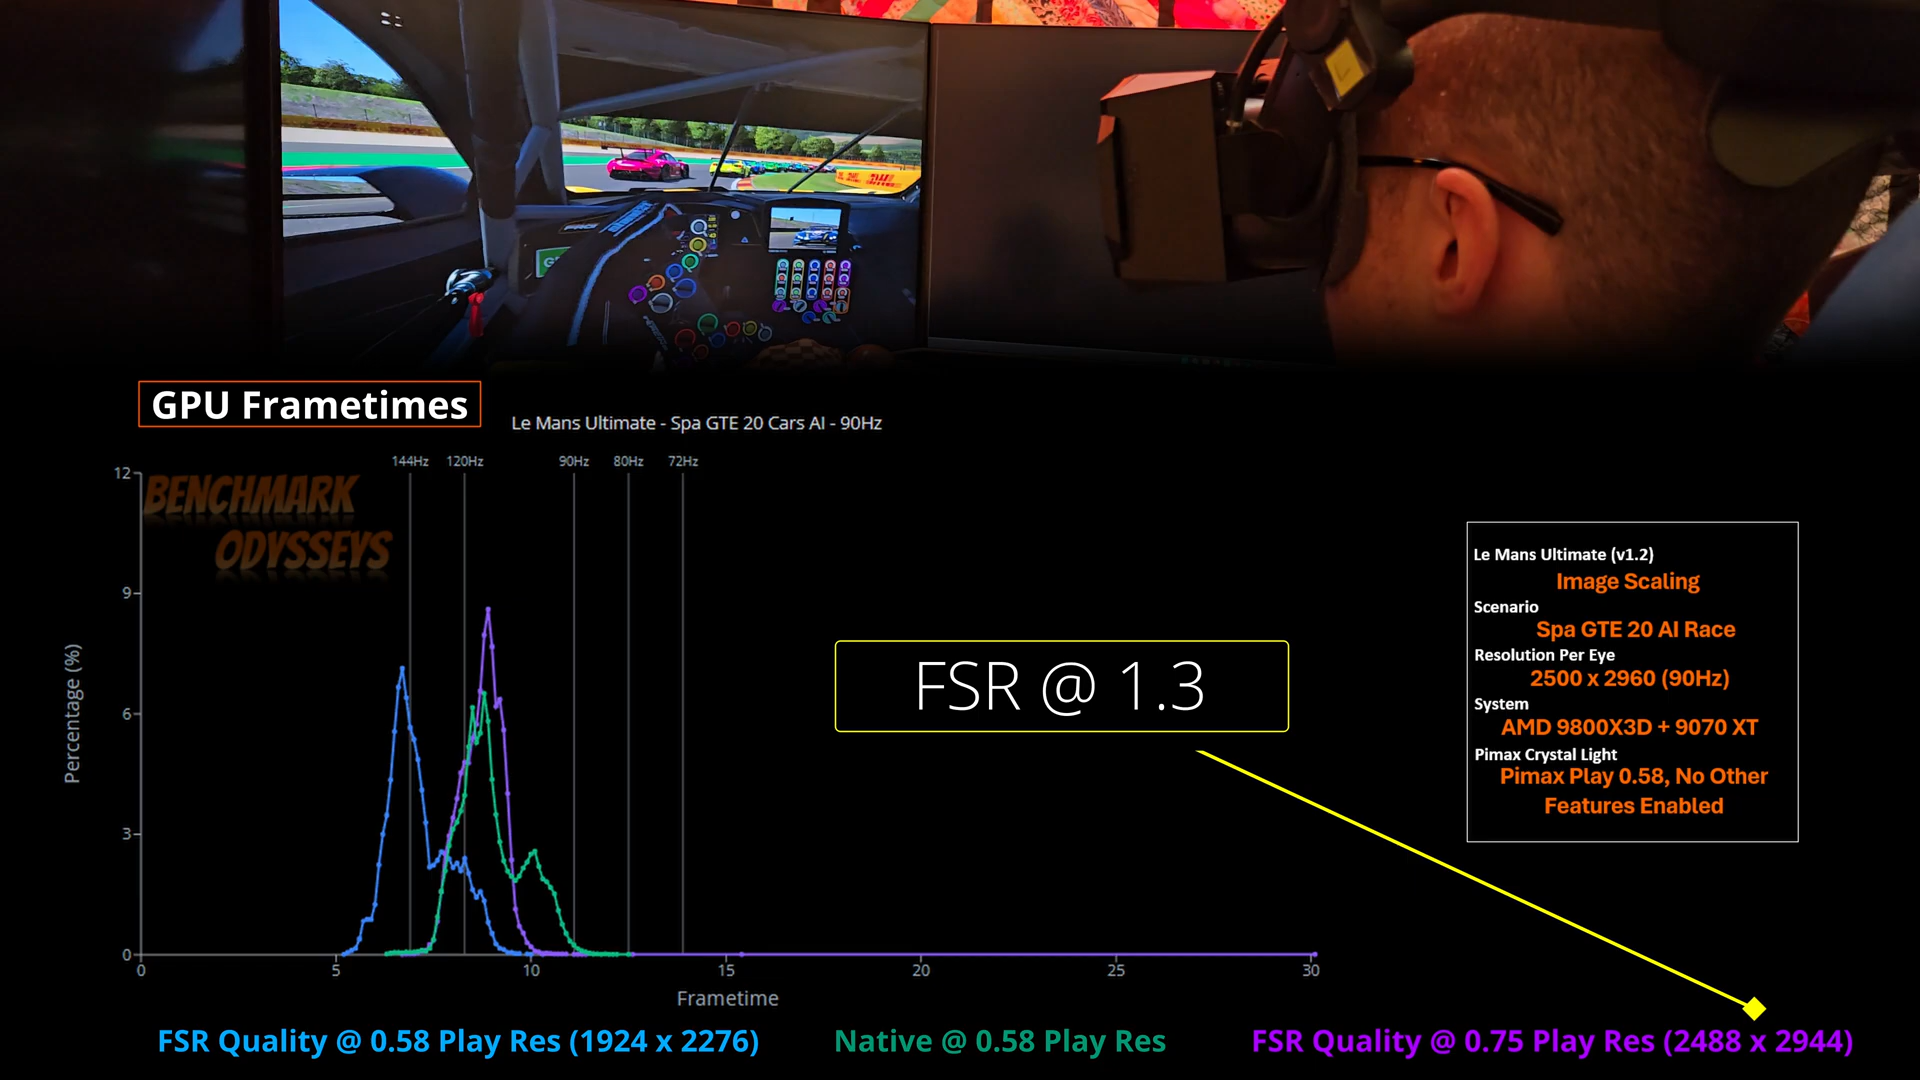 GPU Frametimes
Le Mans Ultimate - Spa GTE 20 Cars AI - 90Hz
144Hz 120Hz 90Hz 80Hz 72Hz
BENCHMARK
ODYSSEYS
12
9
6
3
0
Percentage (%)
0 5 10 15 20 25 30
Frametime
FSR @ 1.3
Le Mans Ultimate (v1.2)
Image Scaling
Scenario
Spa GTE 20 AI Race
Resolution Per Eye
2500 x 2960 (90Hz)
System
AMD 9800X3D + 9070 XT
Pimax Crystal Light
Pimax Play 0.58, No Other
Features Enabled
FSR Quality @ 0.58 Play Res (1924 x 2276)
Native @ 0.58 Play Res
FSR Quality @ 0.75 Play Res (2488 x 2944)